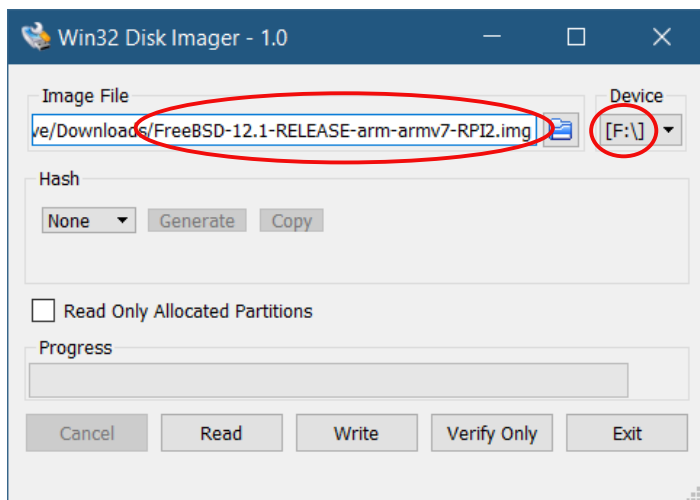 Win32 Disk Imager - 1.0
Image File
Device
ve/Downloads/FreeBSD-12.1-RELEASE-arm-armv7-RPI2.img
[F:\]
Hash
None
Generate
Copy
Read Only Allocated Partitions
Progress
Cancel
Read
Write
Verify Only
Exit